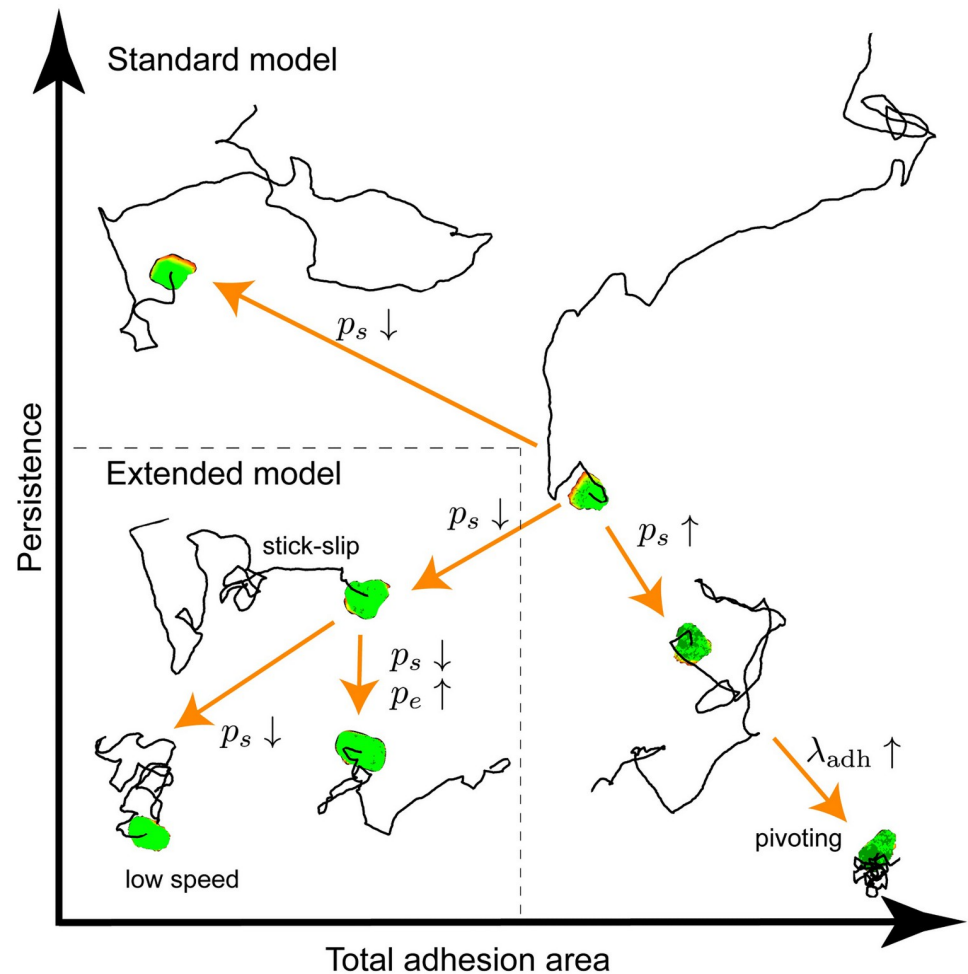 Standard model
p_s ↓
Persistence
Extended model
p_s ↓
p_s ↑
stick-slip
p_s ↓
p_e ↑
p_s ↓
λ_adh ↑
pivoting
low speed
Total adhesion area